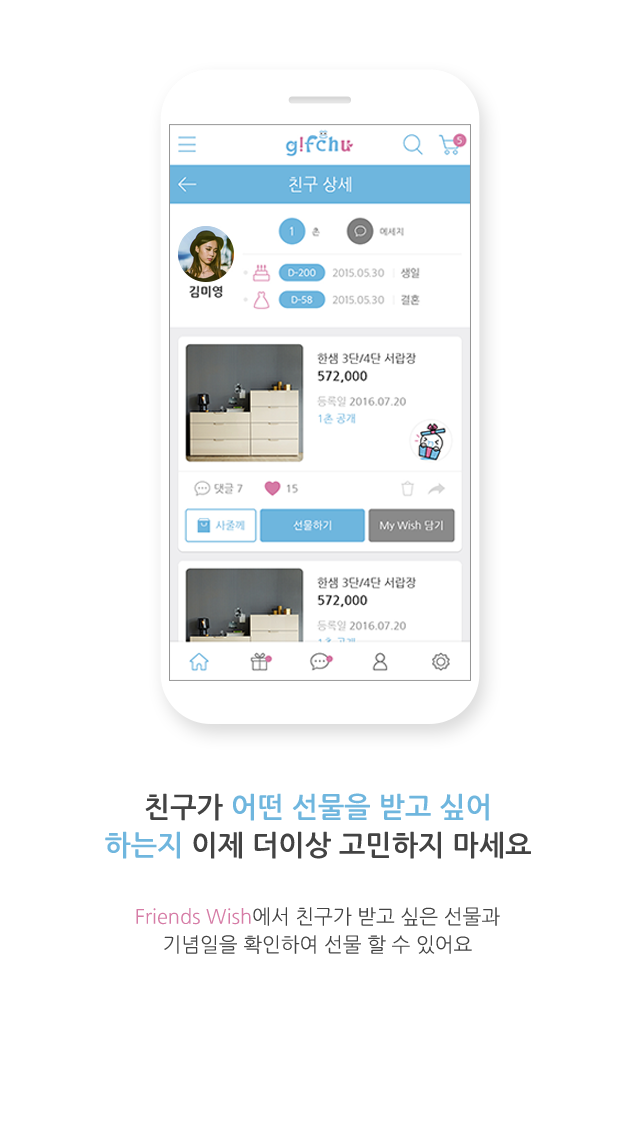 g!fchu
5
친구 상세
1 촌 메세지
김미영
D-200 2015.05.30 생일
D-58 2015.05.30 결혼
한샘 3단/4단 서랍장
572,000
등록일 2016.07.20
1촌 공개
댓글 7 15
사줄께 선물하기 My Wish 담기
한샘 3단/4단 서랍장
572,000
등록일 2016.07.20
1촌 공개
친구가 어떤 선물을 받고 싶어
하는지 이제 더이상 고민하지 마세요
Friends Wish에서 친구가 받고 싶은 선물과
기념일을 확인하여 선물 할 수 있어요